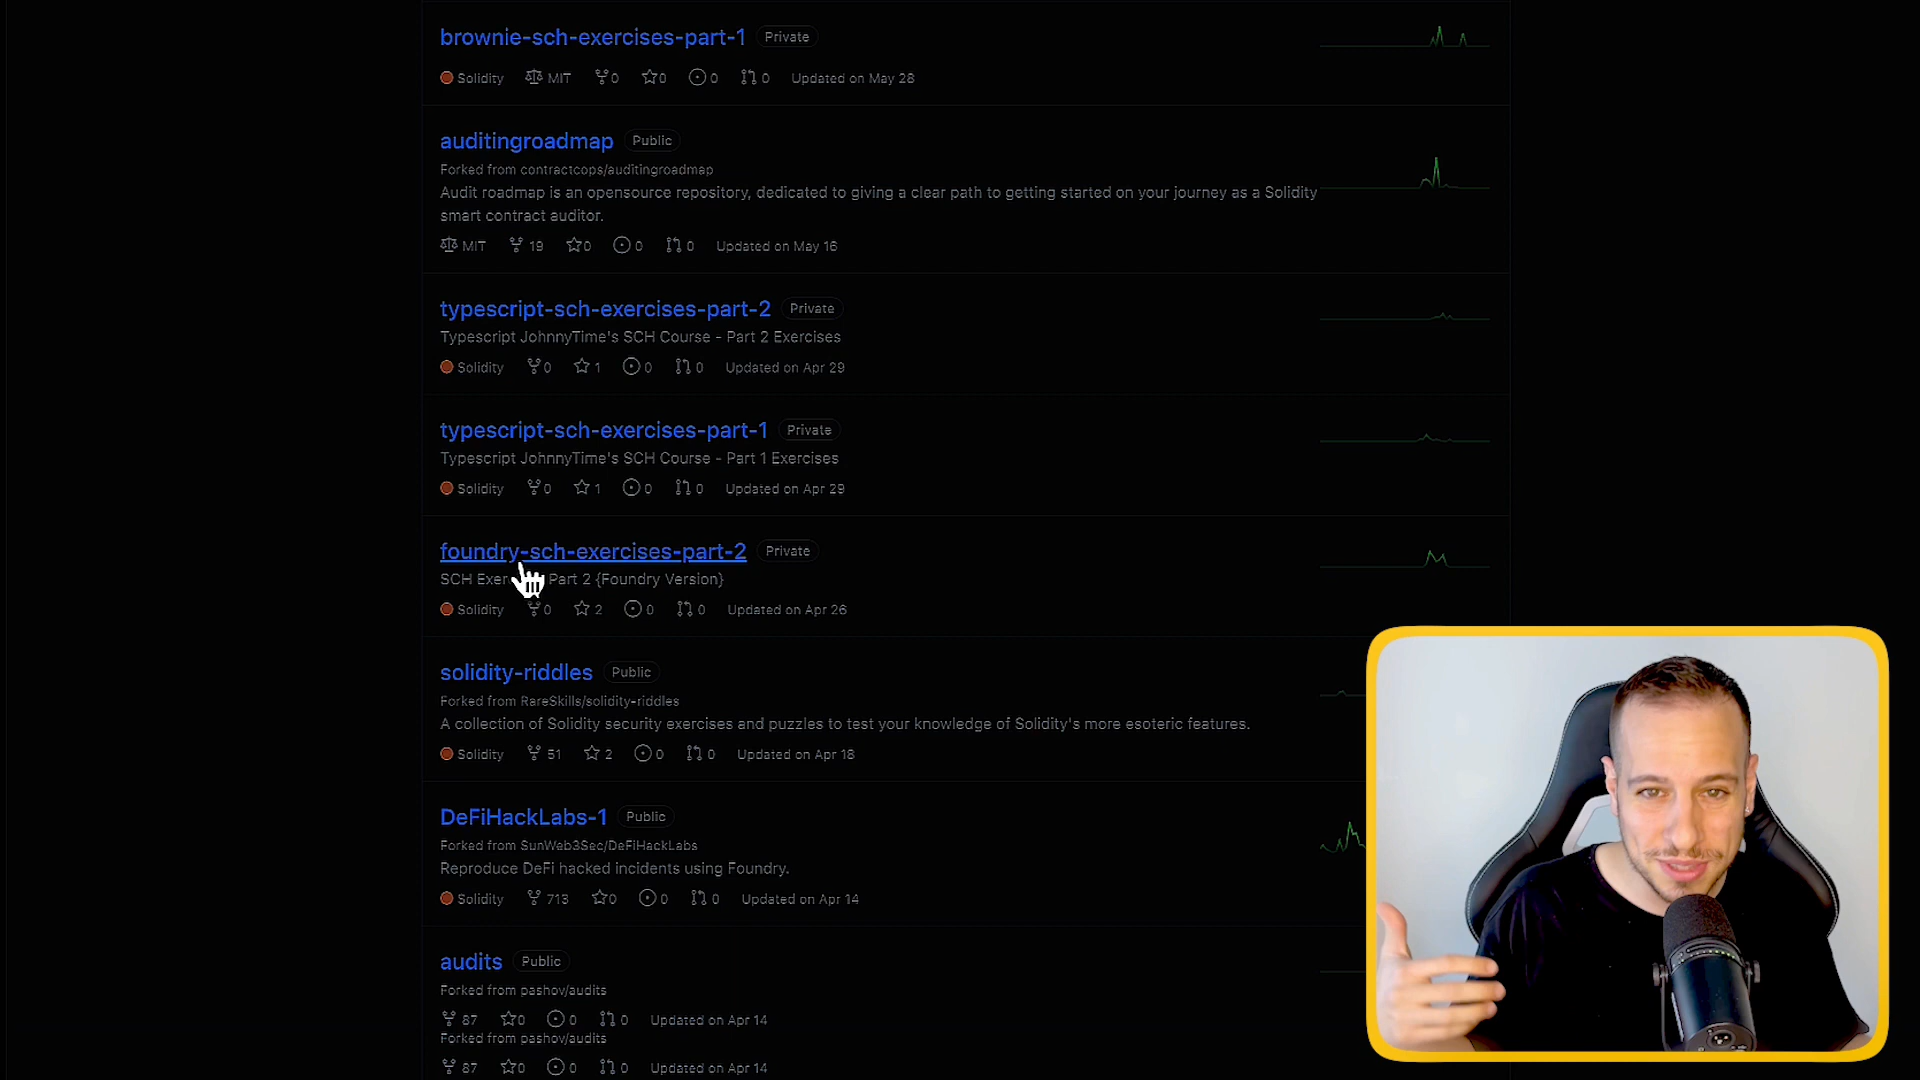 brownie-sch-exercises-part-1 Private
Solidity MIT 0 0 0 0 Updated on May 28
auditingroadmap Public
Forked from contractcops/auditingroadmap
Audit roadmap is an opensource repository, dedicated to giving a clear path to getting started on your journey as a Solidity
smart contract auditor.
MIT 19 0 0 0 Updated on May 16
typescript-sch-exercises-part-2 Private
Typescript JohnnyTime's SCH Course - Part 2 Exercises
Solidity 0 1 0 0 Updated on Apr 29
typescript-sch-exercises-part-1 Private
Typescript JohnnyTime's SCH Course - Part 1 Exercises
Solidity 0 1 0 0 Updated on Apr 29
foundry-sch-exercises-part-2 Private
SCH Exer Part 2 {Foundry Version}
Solidity 0 2 0 0 Updated on Apr 26
solidity-riddles Public
Forked from RareSkills/solidity-riddles
A collection of Solidity security exercises and puzzles to test your knowledge of Solidity's more esoteric features.
Solidity 51 2 0 0 Updated on Apr 18
DeFiHackLabs-1 Public
Forked from SunWeb3Sec/DeFiHackLabs
Reproduce DeFi hacked incidents using Foundry.
Solidity 713 0 0 0 Updated on Apr 14
audits Public
Forked from pashov/audits
87 0 0 0 Updated on Apr 14
Forked from pashov/audits
87 0 0 0 Updated on Apr 14